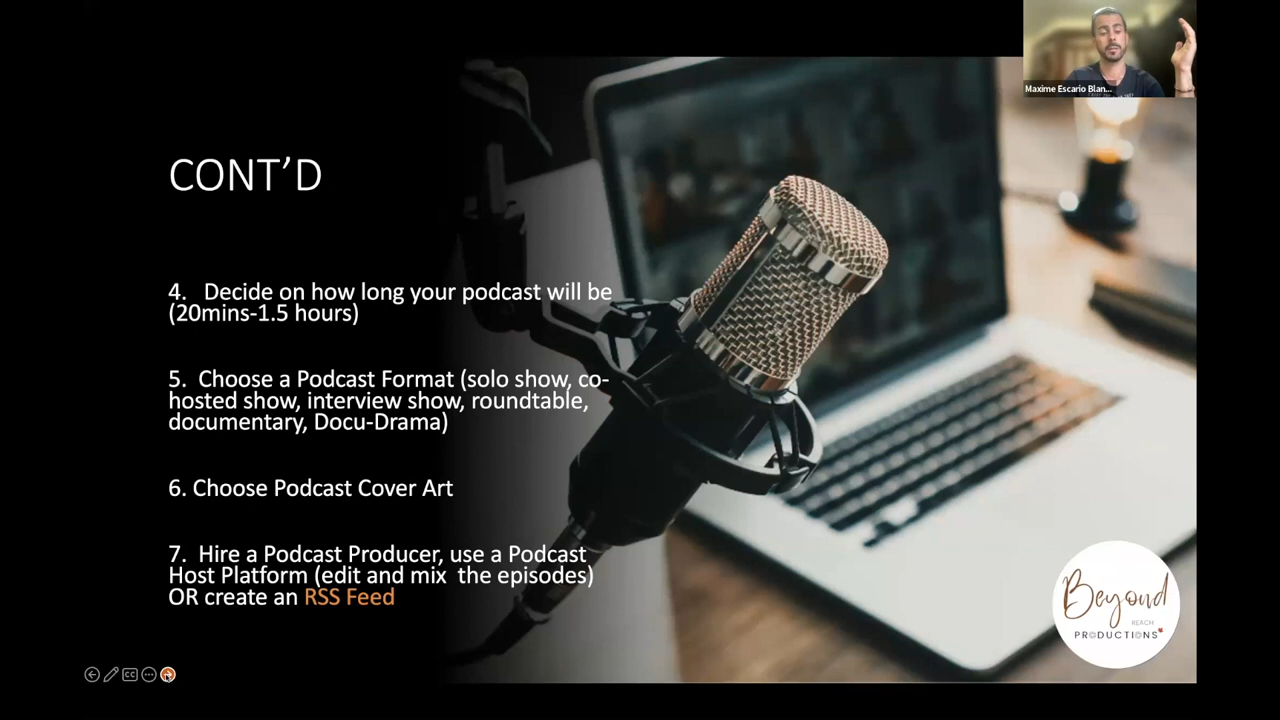 Maxime Escario Blan...
CONT’D
4. Decide on how long your podcast will be
(20mins-1.5 hours)
5. Choose a Podcast Format (solo show, co-
hosted show, interview show, roundtable,
documentary, Docu-Drama)
6. Choose Podcast Cover Art
7. Hire a Podcast Producer, use a Podcast
Host Platform (edit and mix the episodes)
OR create an RSS Feed
Beyond
REACH
PRODUCTIONS
CC